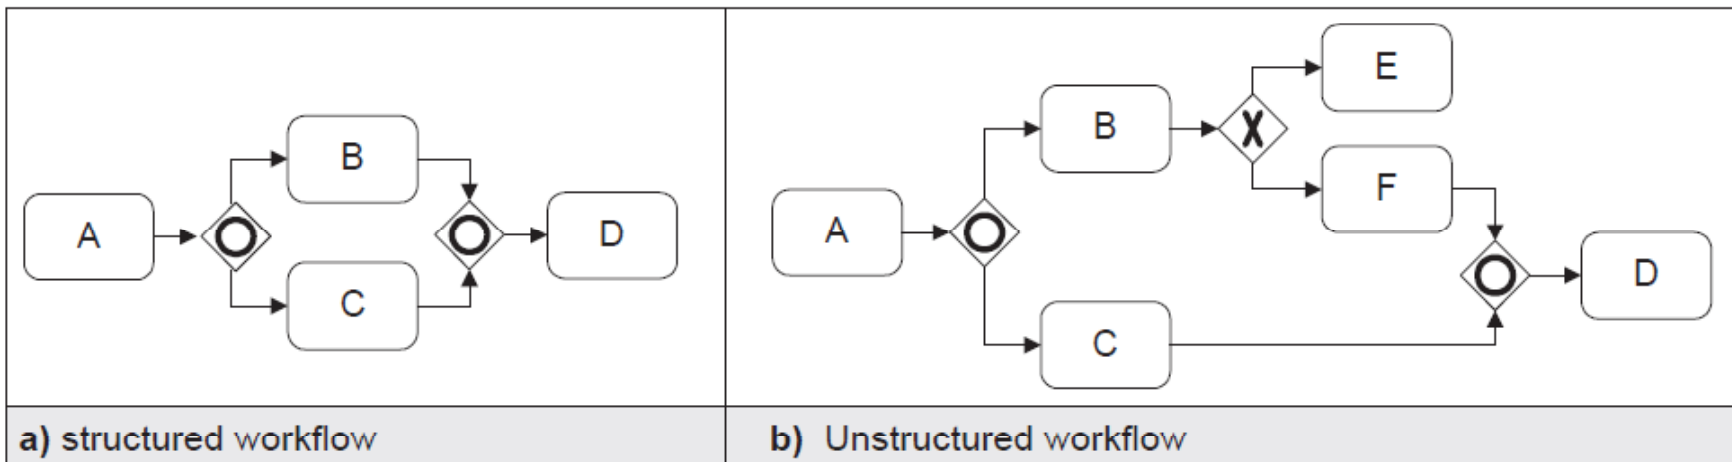 A
B
C
D
A
B
X
E
F
C
D
a) structured workflow
b) Unstructured workflow